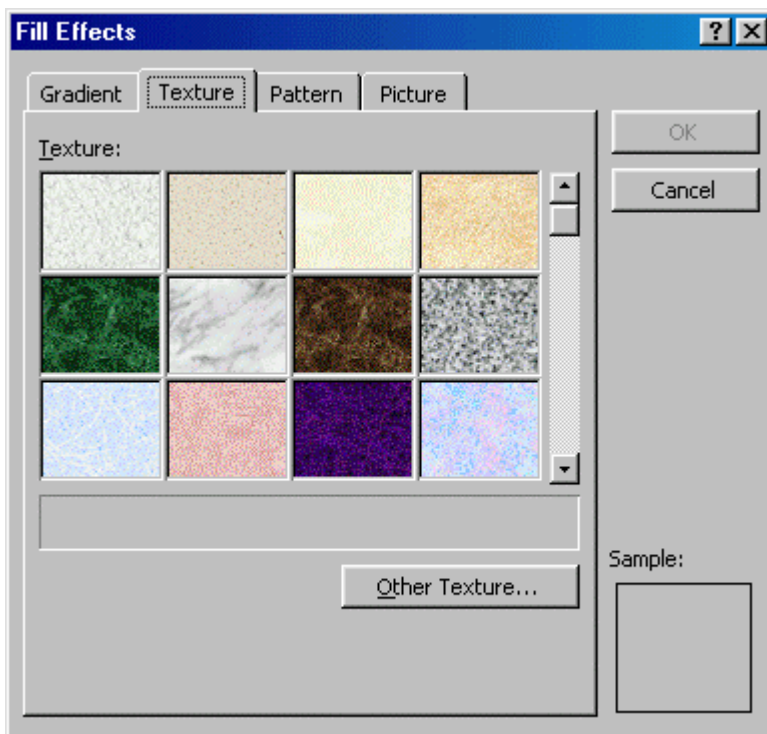 Fill Effects
Gradient Texture Pattern Picture
Texture:
OK
Cancel
Other Texture...
Sample: